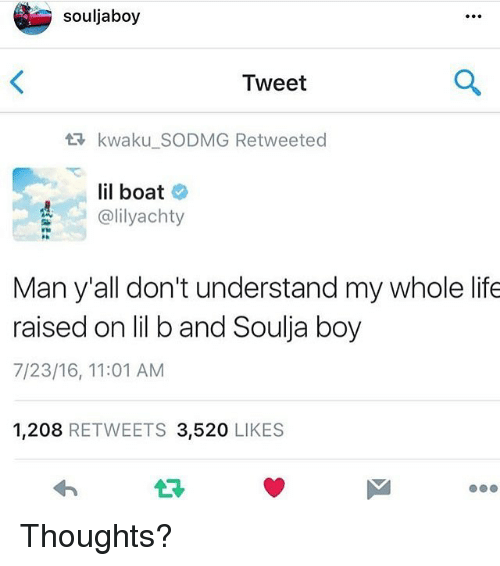 souljaboy
Tweet
kwaku_SODMG Retweeted
lil boat
@lilyachty
Man y'all don't understand my whole life
raised on lil b and Soulja boy
7/23/16, 11:01 AM
1,208 RETWEETS 3,520 LIKES
Thoughts?